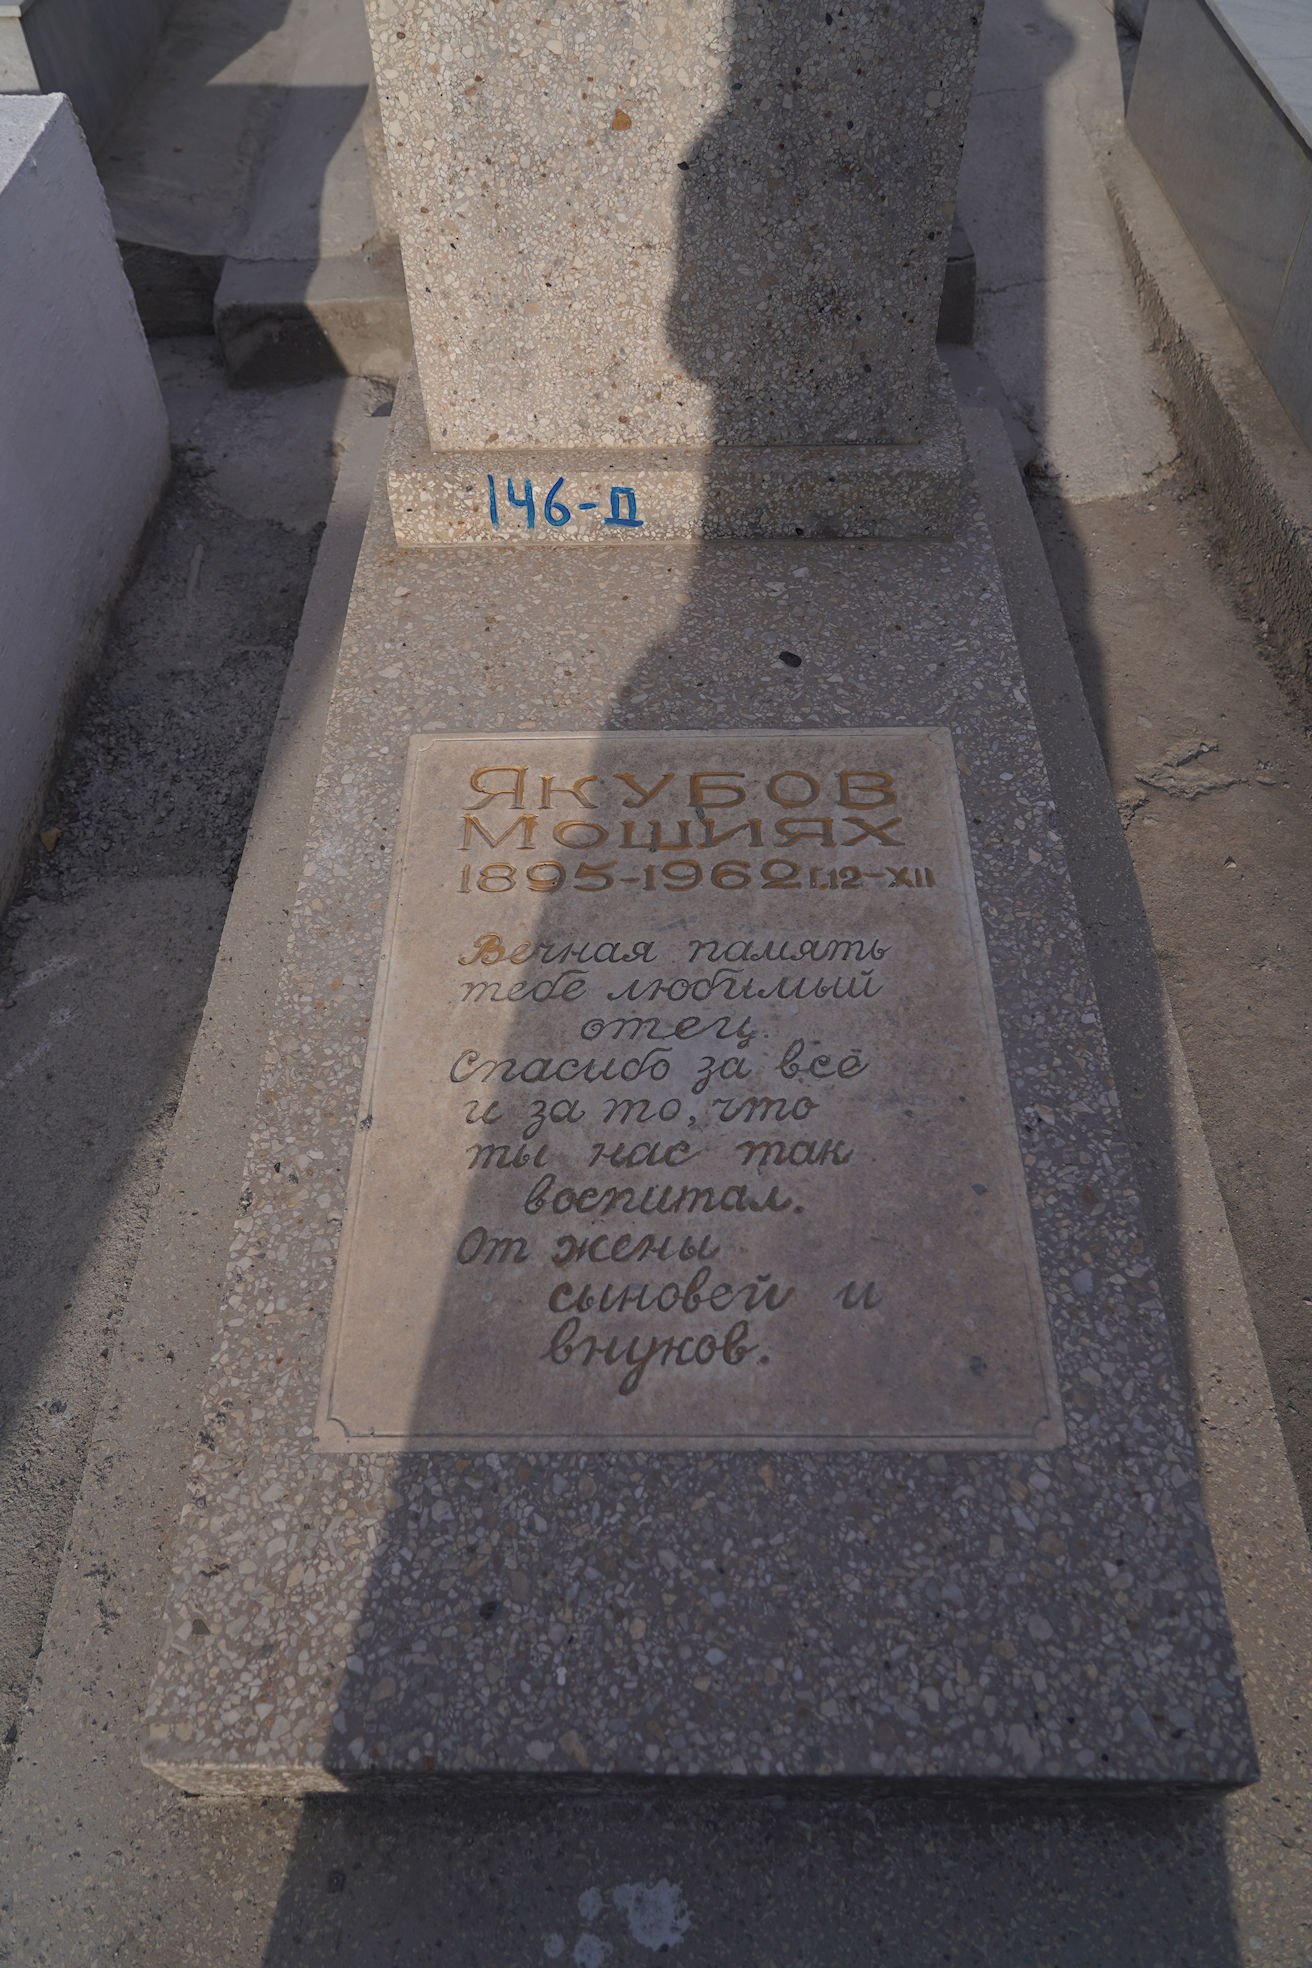 146-Д
ЯКУБОВ
МОШИЯХ
1895-1962 г.12-XII
Вечная память
тебе любимый
отец.
Спасибо за всё
и за то, что
ты нас так
воспитал.
От жены
сыновей и
внуков.